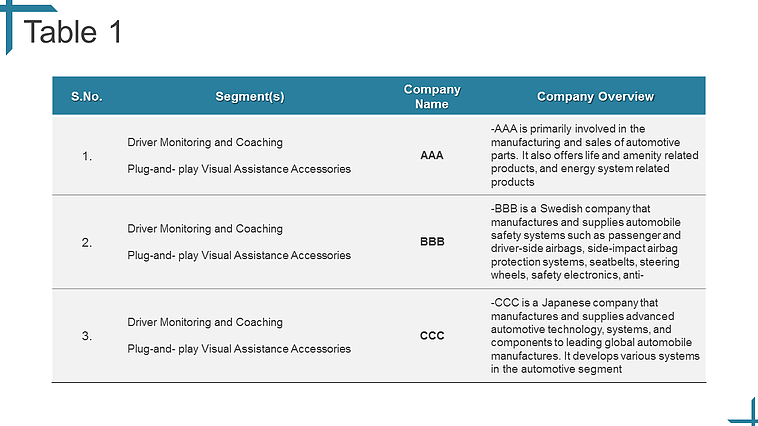 Table 1
S.No.
Segment(s)
Company
Name
Company Overview
1.
Driver Monitoring and Coaching
Plug-and- play Visual Assistance Accessories
AAA
-AAA is primarily involved in the
manufacturing and sales of automotive
parts. It also offers life and amenity related
products, and energy system related
products
2.
Driver Monitoring and Coaching
Plug-and- play Visual Assistance Accessories
BBB
-BBB is a Swedish company that
manufactures and supplies automobile
safety systems such as passenger and
driver-side airbags, side-impact airbag
protection systems, seatbelts, steering
wheels, safety electronics, anti-
3.
Driver Monitoring and Coaching
Plug-and- play Visual Assistance Accessories
CCC
-CCC is a Japanese company that
manufactures and supplies advanced
automotive technology, systems, and
components to leading global automobile
manufactures. It develops various systems
in the automotive segment